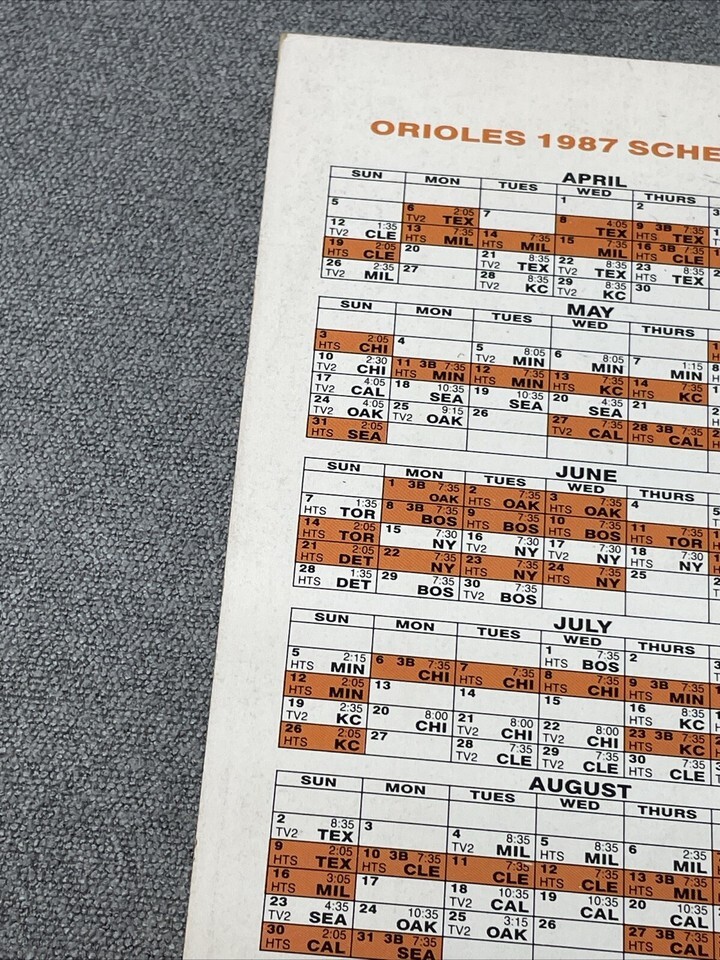 ORIOLES 1987 SCHE
APRIL
SUN MON TUES WED THURS
5 6 2:05 TV2 TEX 7 1 8 4:05 TEX 2 9 3B 7:35 HTS TEX
12 1:35 TV2 CLE 13 7:35 HTS MIL 14 7:35 HTS MIL 15 7:35 MIL 16 3B 7:35 HTS CLE
19 2:05 HTS CLE 20 21 8:35 TV2 TEX 22 8:35 TV2 TEX 23 8:35 HTS TEX
26 2:35 TV2 MIL 27 28 8:35 TV2 KC 29 8:35 TV2 KC 30
MAY
SUN MON TUES WED THURS
3 2:05 HTS CHI 4 5 8:05 TV2 MIN 6 8:05 MIN 7 1:15 MIN
10 2:30 TV2 CHI 11 3B 7:35 HTS MIN 12 7:35 HTS MIN 13 7:35 HTS KC 14 7:35 HTS KC
17 4:05 TV2 CAL 18 10:35 SEA 19 10:35 SEA 20 4:35 SEA 21
24 4:05 TV2 OAK 25 9:15 TV2 OAK 26 27 7:35 TV2 CAL 28 3B 7:35 HTS CAL
31 2:05 HTS SEA
JUNE
SUN MON TUES WED THURS
1 3B 7:35 OAK 2 7:35 HTS OAK 3 7:35 HTS OAK 4
7 1:35 HTS TOR 8 3B 7:35 HTS BOS 9 7:35 HTS BOS 10 7:35 HTS BOS 11 7:35 HTS TOR
14 2:05 HTS TOR 15 7:30 NY 16 7:30 TV2 NY 17 7:30 TV2 NY 18 7:30 HTS NY
21 2:05 HTS DET 22 7:35 NY 23 7:35 HTS NY 24 7:35 HTS NY 25
28 1:35 HTS DET 29 7:35 BOS 30 7:35 TV2 BOS
JULY
SUN MON TUES WED THURS
1 7:35 HTS BOS 2
5 2:15 HTS MIN 6 3B 7:35 HTS CHI 7 7:35 HTS CHI 8 7:35 HTS CHI 9 3B 7:35 HTS MIN
12 2:05 HTS MIN 13 14 15 16 8:35 HTS KC
19 2:35 TV2 KC 20 8:00 CHI 21 8:00 TV2 CHI 22 8:00 TV2 CHI 23 3B 7:35 HTS KC
26 2:05 HTS KC 27 28 7:35 TV2 CLE 29 7:35 TV2 CLE 30 7:35 HTS CLE
AUGUST
SUN MON TUES WED THURS
2 8:35 TV2 TEX 3 4 8:35 TV2 MIL 5 8:35 HTS MIL 6 2:35 MIL
9 2:05 HTS TEX 10 3B 7:35 HTS CLE 11 7:35 CLE 12 7:35 HTS CLE 13 3B 7:35 HTS MIL
16 3:05 HTS MIL 17 18 10:35 TV2 CAL 19 10:35 CAL 20 10:35 HTS CAL
23 4:35 TV2 SEA 24 10:35 OAK 25 3:15 TV2 OAK 26 27 7:35 HTS CAL
30 2:05 HTS CAL 31 3B 7:35 HTS SEA